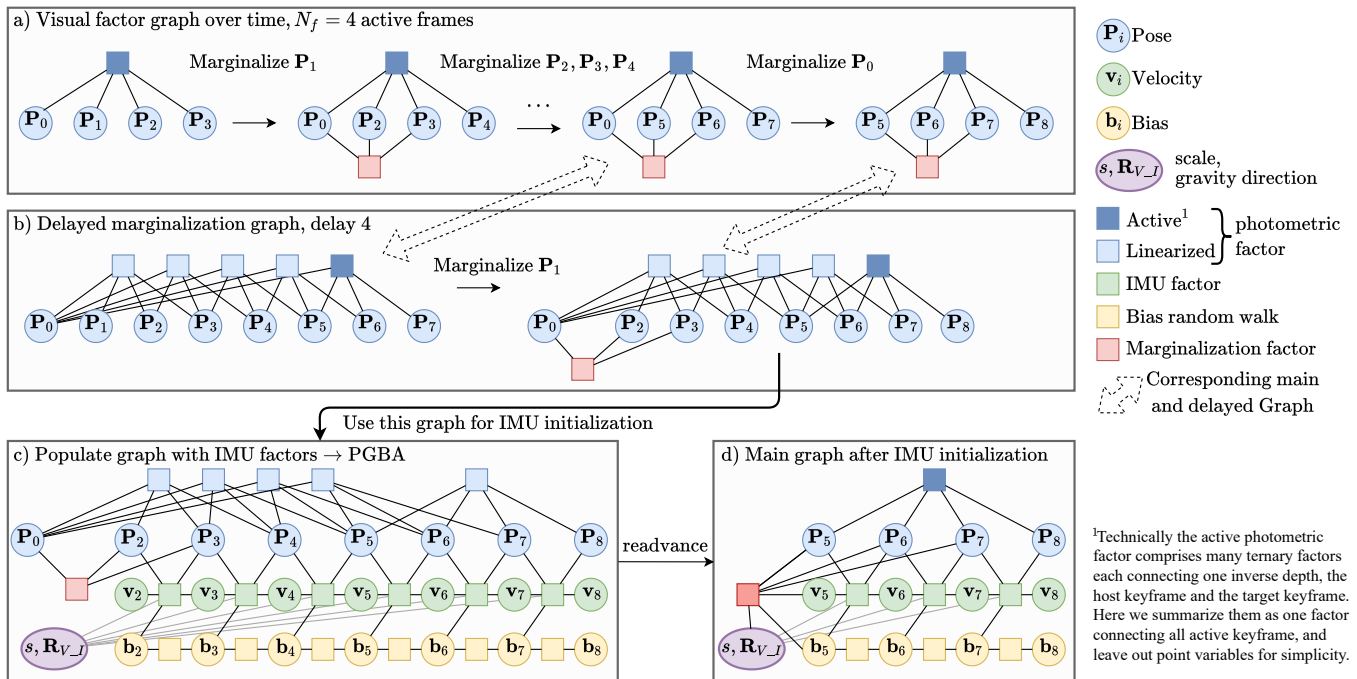 a) Visual factor graph over time, N_f = 4 active frames
Marginalize P_1
Marginalize P_2, P_3, P_4
Marginalize P_0
...
P_0 P_1 P_2 P_3
P_0 P_2 P_3 P_4
P_0 P_5 P_6 P_7
P_5 P_6 P_7 P_8
b) Delayed marginalization graph, delay 4
Marginalize P_1
P_0 P_1 P_2 P_3 P_4 P_5 P_6 P_7
P_0 P_2 P_3 P_4 P_5 P_6 P_7 P_8
Use this graph for IMU initialization
c) Populate graph with IMU factors → PGBA
P_0 P_2 P_3 P_4 P_5 P_6 P_7 P_8
v_2 v_3 v_4 v_5 v_6 v_7 v_8
s, R_{V_I} b_2 b_3 b_4 b_5 b_6 b_7 b_8
readvance
d) Main graph after IMU initialization
P_5 P_6 P_7 P_8
v_5 v_6 v_7 v_8
s, R_{V_I} b_5 b_6 b_7 b_8
P_i Pose
v_i Velocity
b_i Bias
s, R_{V_I} scale,
gravity direction
Active^1
Linearized
photometric
factor
IMU factor
Bias random walk
Marginalization factor
Corresponding main
and delayed Graph
^1Technically the active photometric
factor comprises many ternary factors
each connecting one inverse depth, the
host keyframe and the target keyframe.
Here we summarize them as one factor
connecting all active keyframe, and
leave out point variables for simplicity.